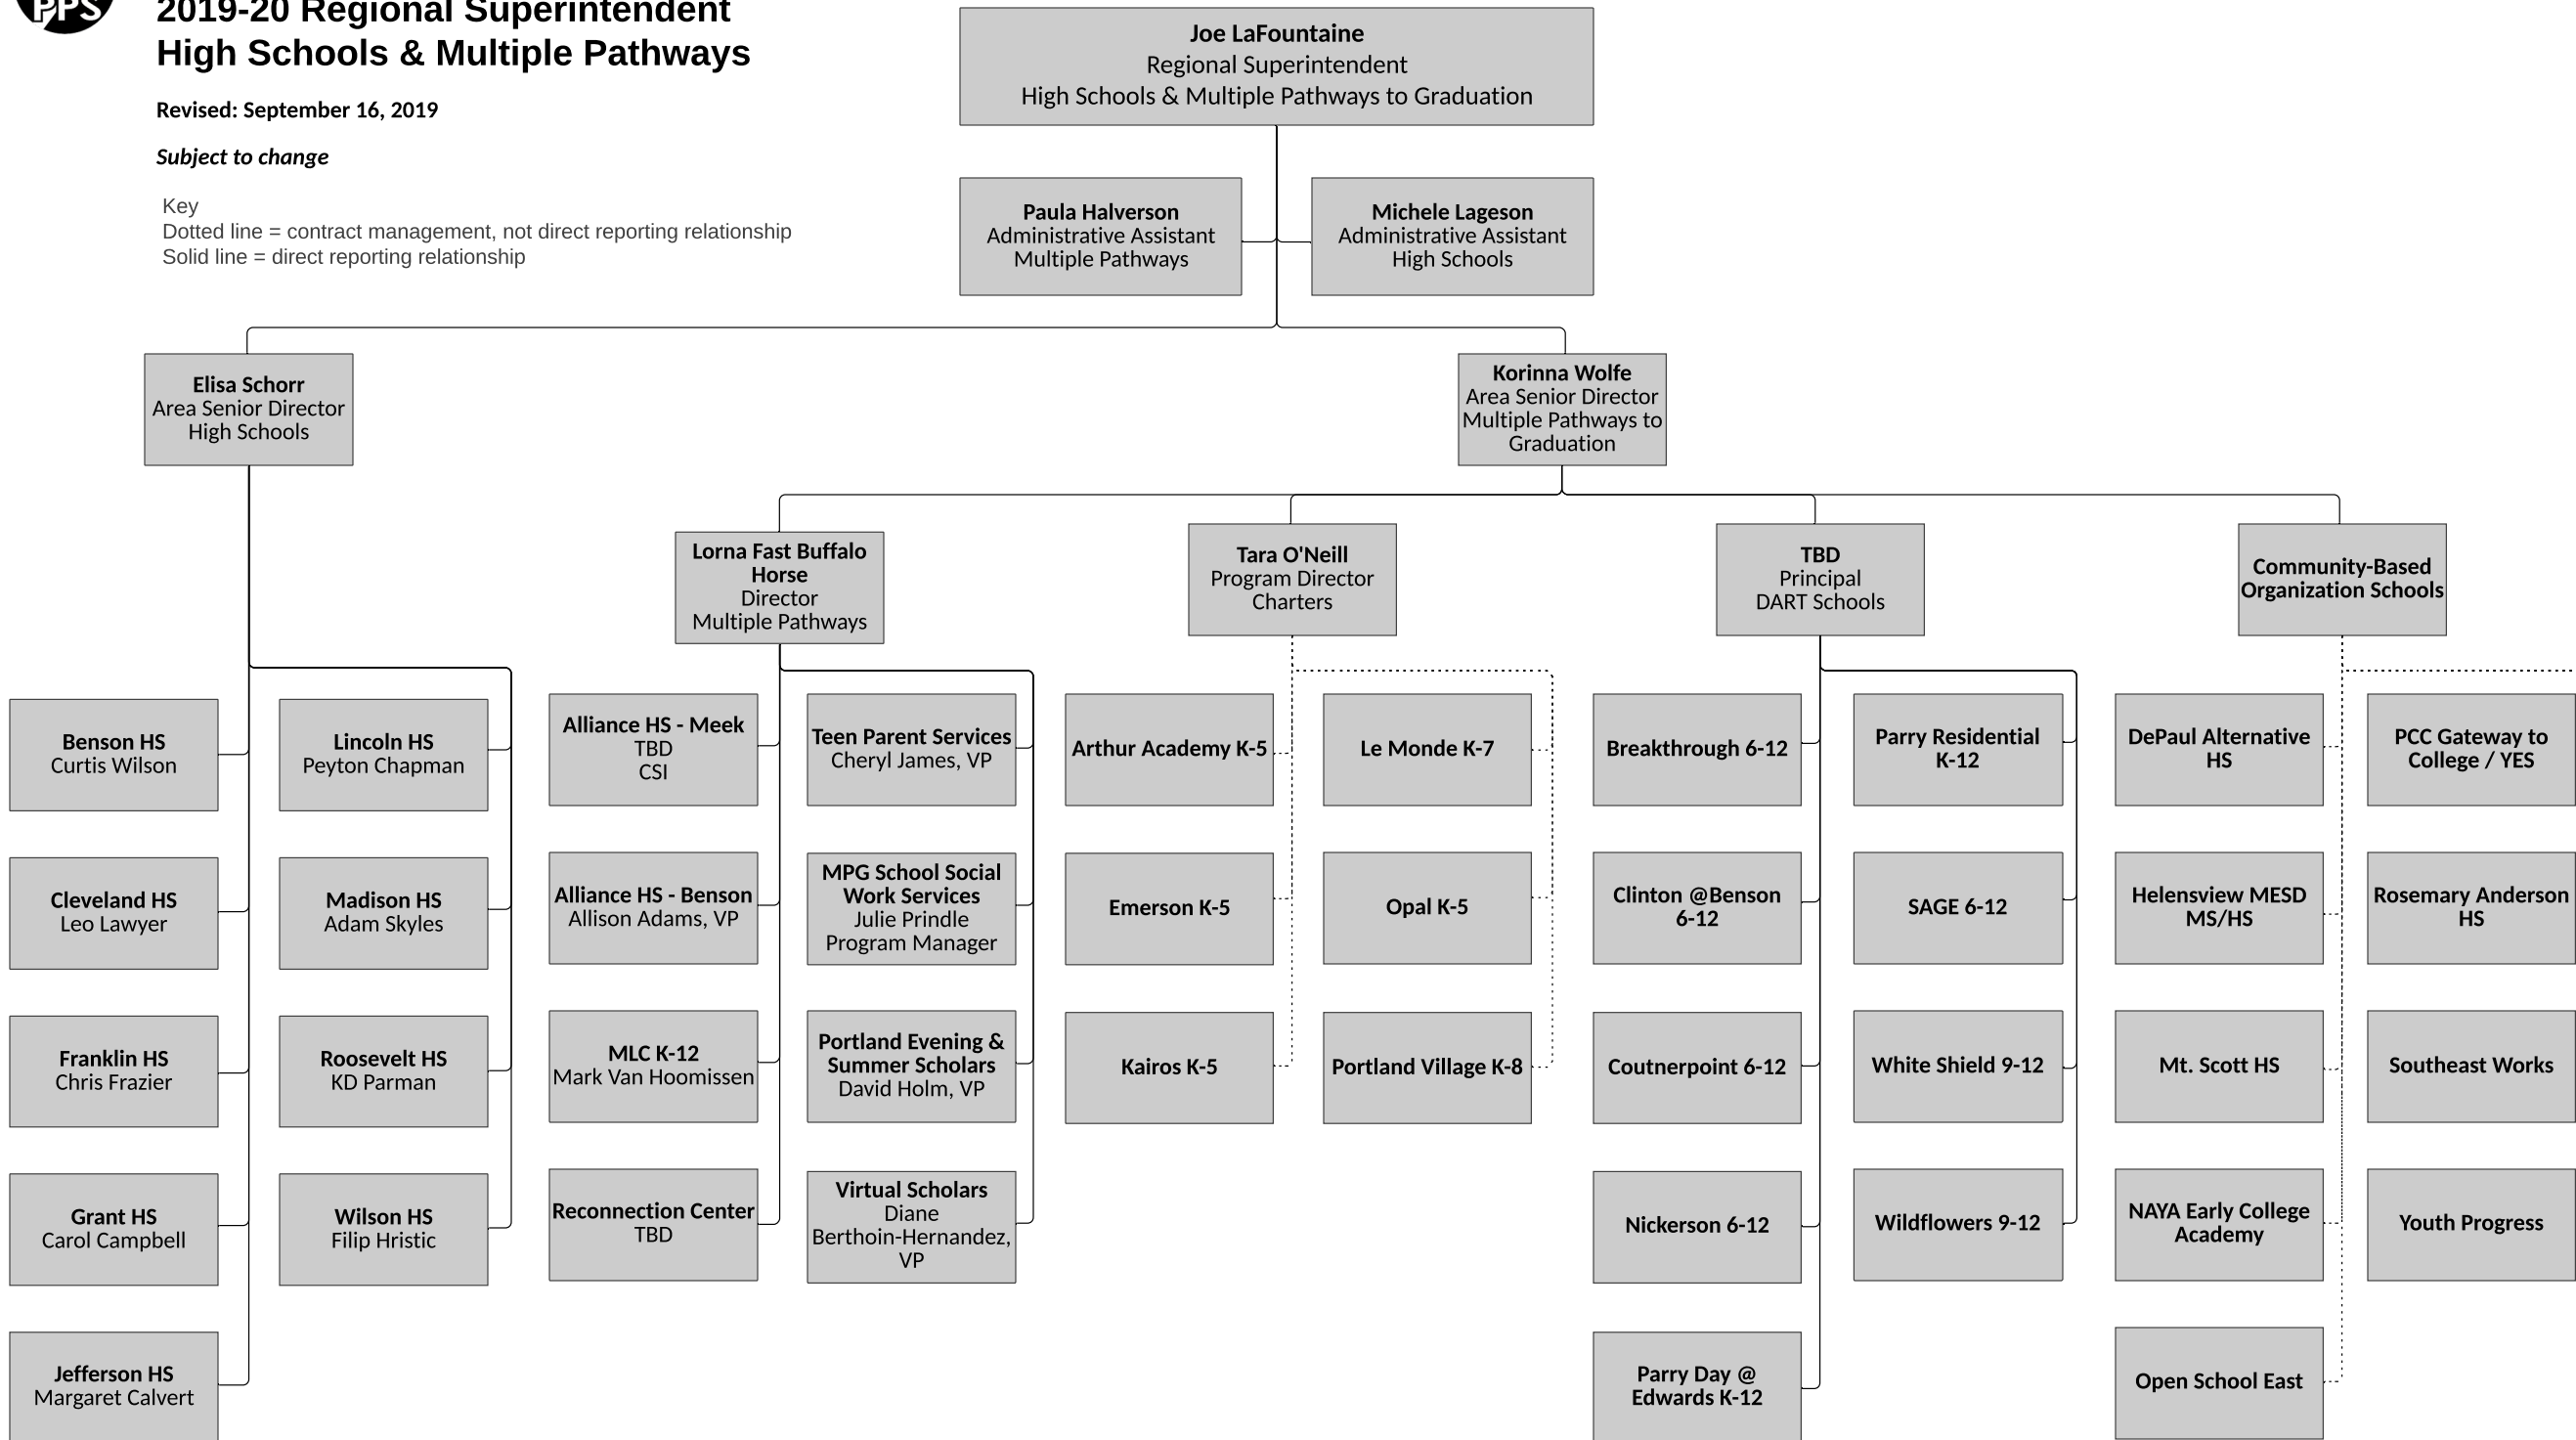 PPS
2019-20 Regional Superintendent
High Schools & Multiple Pathways
Revised: September 16, 2019
Subject to change
Key
Dotted line = contract management, not direct reporting relationship
Solid line = direct reporting relationship
Joe LaFountaine
Regional Superintendent
High Schools & Multiple Pathways to Graduation
Paula Halverson
Administrative Assistant
Multiple Pathways
Michele Lageson
Administrative Assistant
High Schools
Elisa Schorr
Area Senior Director
High Schools
Korinna Wolfe
Area Senior Director
Multiple Pathways to
Graduation
Lorna Fast Buffalo
Horse
Director
Multiple Pathways
Tara O'Neill
Program Director
Charters
TBD
Principal
DART Schools
Community-Based
Organization Schools
Benson HS
Curtis Wilson
Lincoln HS
Peyton Chapman
Alliance HS - Meek
TBD
CSI
Teen Parent Services
Cheryl James, VP
Arthur Academy K-5
Le Monde K-7
Breakthrough 6-12
Parry Residential
K-12
DePaul Alternative
HS
PCC Gateway to
College / YES
Cleveland HS
Leo Lawyer
Madison HS
Adam Skyles
Alliance HS - Benson
Allison Adams, VP
MPG School Social
Work Services
Julie Prindle
Program Manager
Emerson K-5
Opal K-5
Clinton @Benson
6-12
SAGE 6-12
Helensview MESD
MS/HS
Rosemary Anderson
HS
Franklin HS
Chris Frazier
Roosevelt HS
KD Parman
MLC K-12
Mark Van Hoomissen
Portland Evening &
Summer Scholars
David Holm, VP
Kairos K-5
Portland Village K-8
Coutnerpoint 6-12
White Shield 9-12
Mt. Scott HS
Southeast Works
Grant HS
Carol Campbell
Wilson HS
Filip Hristic
Reconnection Center
TBD
Virtual Scholars
Diane
Berthoin-Hernandez,
VP
Nickerson 6-12
Wildflowers 9-12
NAYA Early College
Academy
Youth Progress
Jefferson HS
Margaret Calvert
Parry Day @
Edwards K-12
Open School East